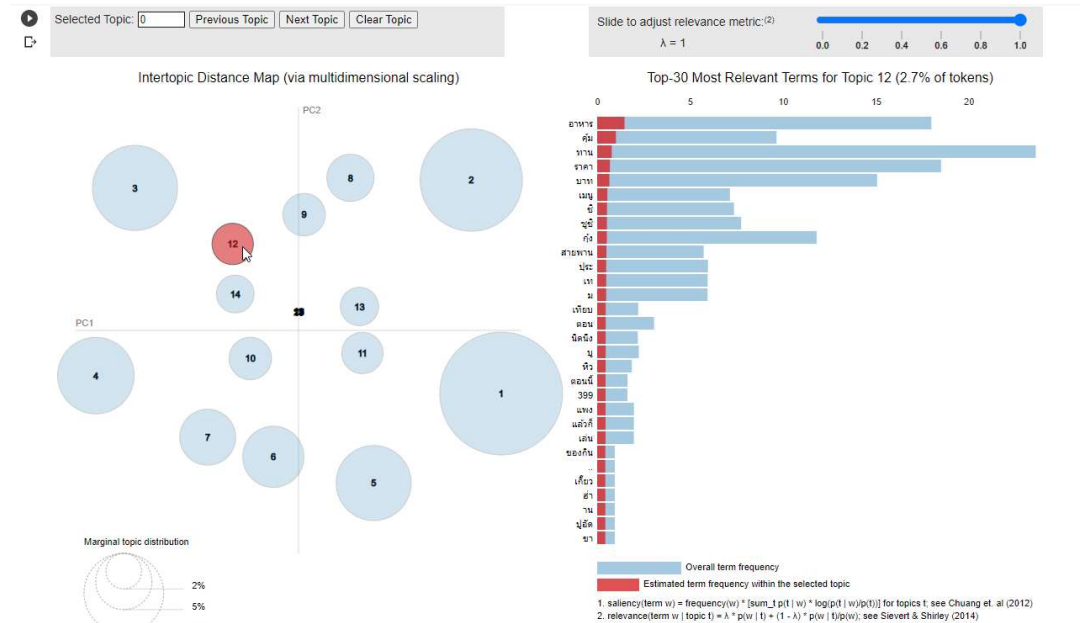 Selected Topic: 0 Previous Topic Next Topic Clear Topic
Slide to adjust relevance metric:(2)
λ = 1
0.0 0.2 0.4 0.6 0.8 1.0
Intertopic Distance Map (via multidimensional scaling)
PC2
PC1
3
8
2
9
12
14
13
11
10
4
1
7
6
5
Marginal topic distribution
2%
5%
Top-30 Most Relevant Terms for Topic 12 (2.7% of tokens)
0 5 10 15 20
อาหาร
คุ้ม
ทาน
ราคา
บาท
เมนู
ชิ้
ซูชิ
กุ้ง
สายพาน
ประ
เท
ม
เทียบ
ตอน
นิดนึง
บุ
หิว
ตอนนี้
399
แพง
แล้วก็
เล่น
ของกิน
..
เกี๊ยว
ฮ่า
าน
ปูอัด
ขา
Overall term frequency
Estimated term frequency within the selected topic
1. saliency(term w) = frequency(w) * [sum_t p(t | w) * log(p(t | w)/p(t))] for topics t; see Chuang et. al (2012)
2. relevance(term w | topic t) = λ * p(w | t) + (1 - λ) * p(w | t)/p(w); see Sievert & Shirley (2014)